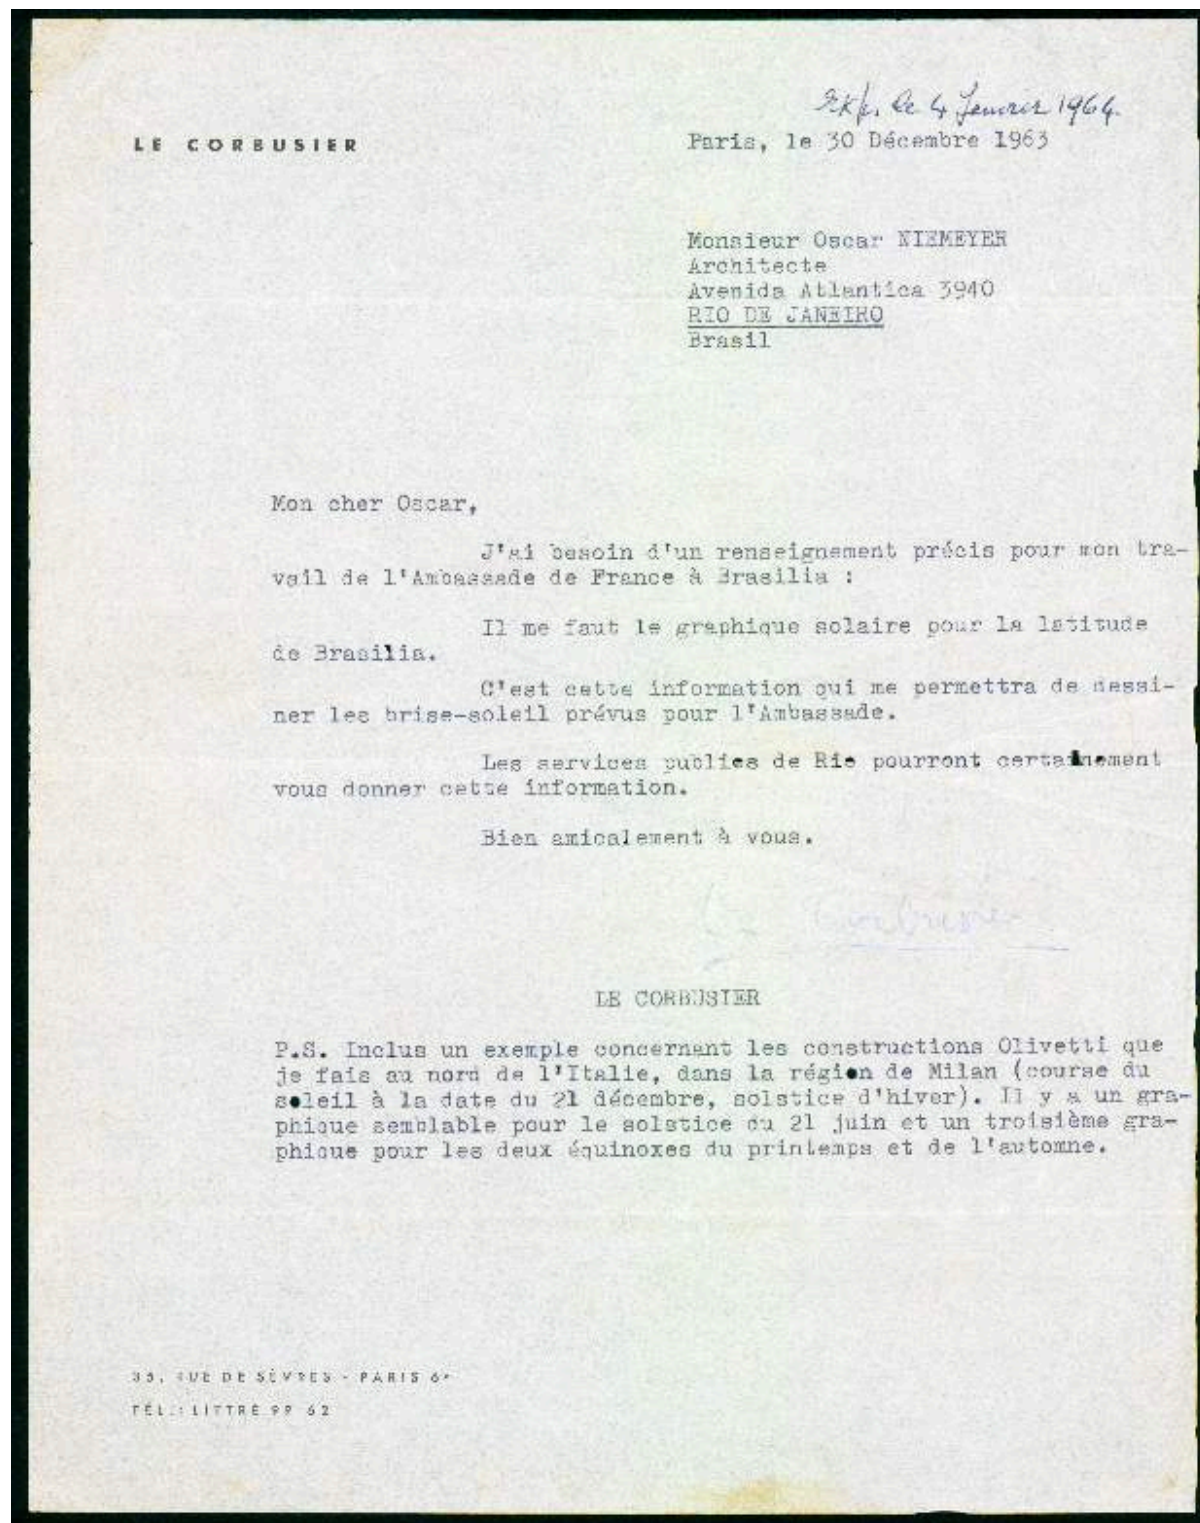 Exp. le 4 Janvier 1964.
LE CORBUSIER
Paris, le 30 Décembre 1963
Monsieur Oscar NIEMEYER
Architecte
Avenida Atlantica 3940
RIO DE JANEIRO
Brasil
Mon cher Oscar,
J'ai besoin d'un renseignement précis pour mon tra-
vail de l'Ambassade de France à Brasilia :
Il me faut le graphique solaire pour la latitude
de Brasilia.
C'est cette information qui me permettra de dessi-
ner les brise-soleil prévus pour l'Ambassade.
Les services publics de Rio pourront certainement
vous donner cette information.
Bien amicalement à vous.
Le Corbusier
LE CORBUSIER
P.S. Inclus un exemple concernant les constructions Olivetti que
je fais au nord de l'Italie, dans la région de Milan (course du
soleil à la date du 21 décembre, solstice d'hiver). Il y a un gra-
phique semblable pour le solstice du 21 juin et un troisième gra-
phique pour les deux équinoxes du printemps et de l'automne.
35, RUE DE SÈVRES - PARIS 6e
TÉL.: LITTRÉ 99 62